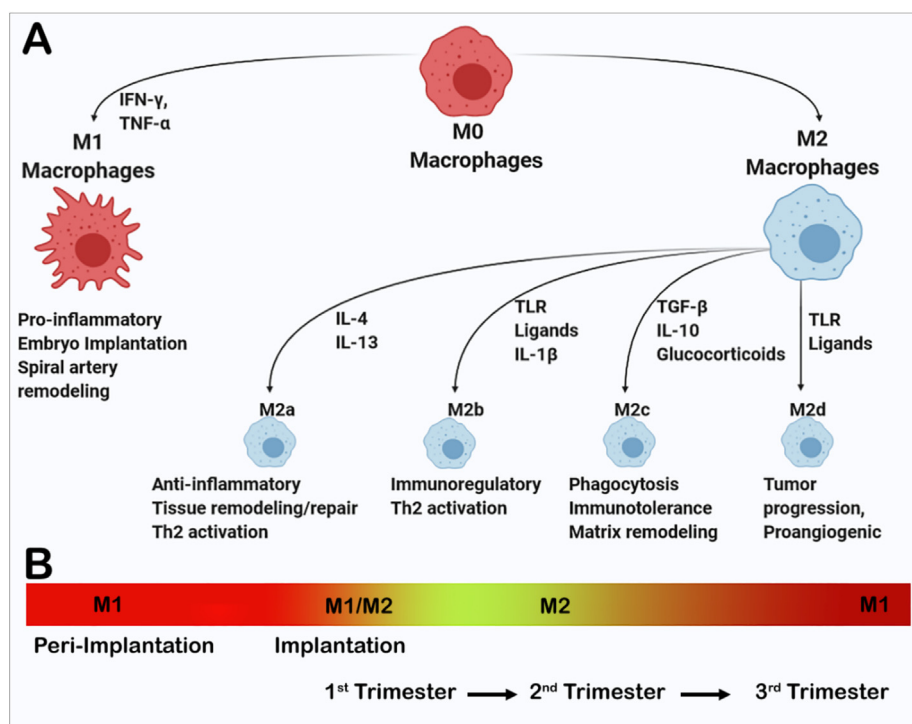 A
IFN-γ,
TNF-α
M1
Macrophages
M0
Macrophages
M2
Macrophages
Pro-inflammatory
Embryo Implantation
Spiral artery
remodeling
IL-4
IL-13
TLR
Ligands
IL-1β
TGF-β
IL-10
Glucocorticoids
TLR
Ligands
M2a
Anti-inflammatory
Tissue remodeling/repair
Th2 activation
M2b
Immunoregulatory
Th2 activation
M2c
Phagocytosis
Immunotolerance
Matrix remodeling
M2d
Tumor
progression,
Proangiogenic
B
M1 M1/M2 M2 M1
Peri-Implantation Implantation
1st Trimester 2nd Trimester 3rd Trimester